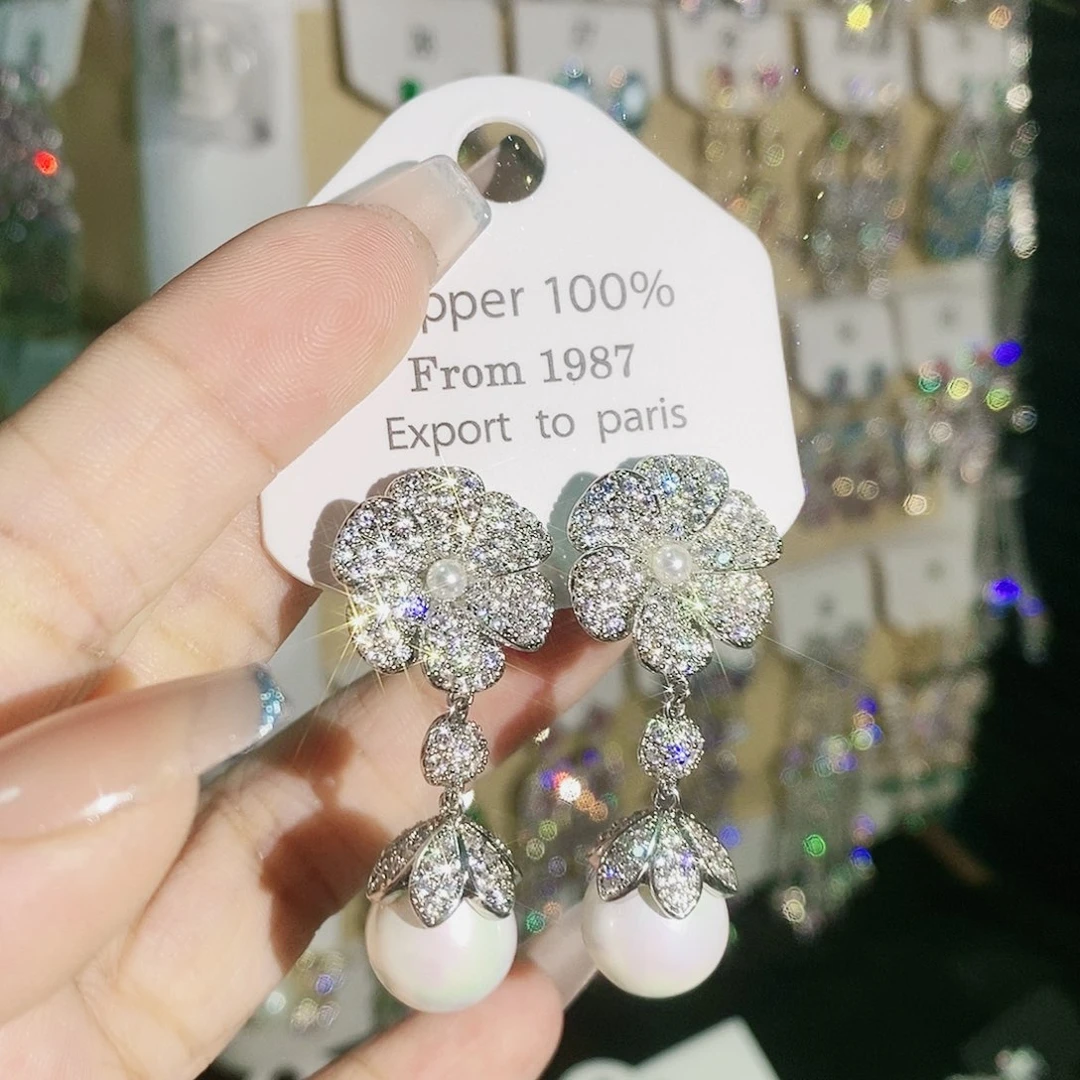 pper 100%
From 1987
Export to paris